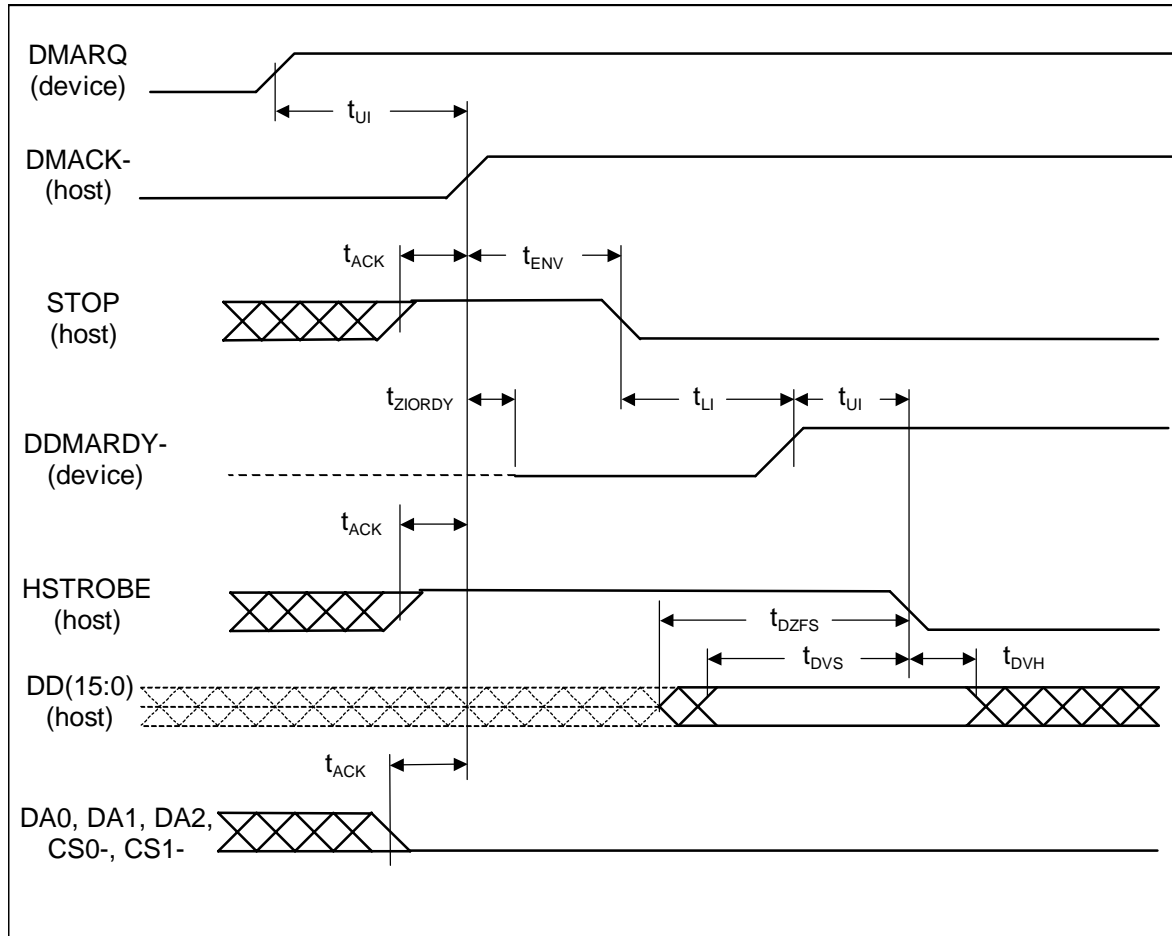 DMARQ
(device)
tUI
DMACK-
(host)
tACK
tENV
STOP
(host)
tZIORDY
tLI
tUI
DDMARDY-
(device)
tACK
HSTROBE
(host)
tDZFS
tDVS
tDVH
DD(15:0)
(host)
tACK
DA0, DA1, DA2,
CS0-, CS1-